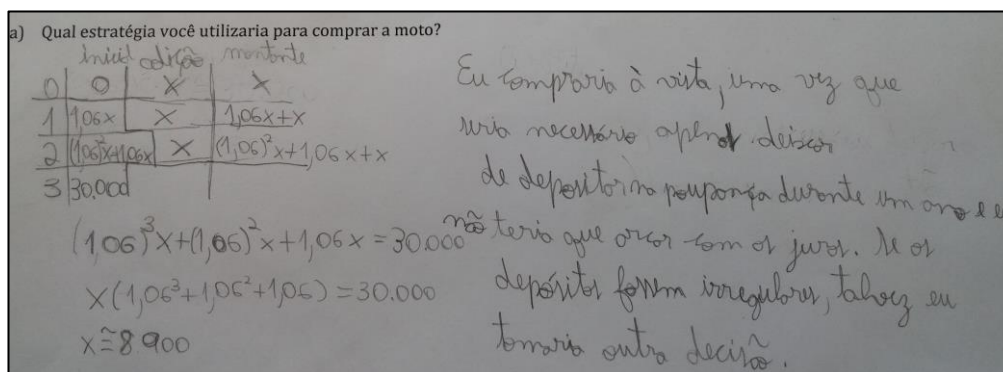 a) Qual estratégia você utilizaria para comprar a moto?
inicial adição montante
0 0 X X
1 1,06x X 1,06x+x
2 (1,06)²x+1,06x X (1,06)²x+1,06x+x
3 30.000
(1,06)³x+(1,06)²x+1,06x=30.000
x(1,06³+1,06²+1,06)=30.000
x≅8 900
Eu compraria à vista, uma vez que
seria necessário apenas deixar
de depositar na poupança durante um ano e
não teria que arcar com os juros. Se os
depósitos fossem irregulares, talvez eu
tomaria outra decisão.